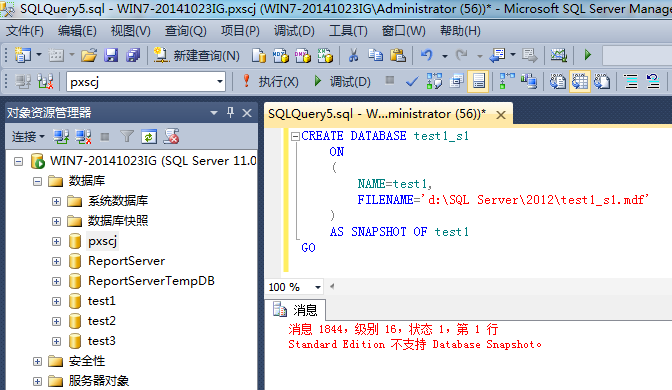 SQLQuery5.sql - WIN7-20141023IG.pxscj (WIN7-20141023IG\Administrator (56))* - Microsoft SQL Server Manage
文件(F) 编辑(E) 视图(V) 查询(Q) 项目(P) 调试(D) 工具(T) 窗口(W) 帮助(H)
新建查询(N)
pxscj 执行(X) 调试(D)
对象资源管理器
连接
WIN7-20141023IG (SQL Server 11.0
数据库
系统数据库
数据库快照
pxscj
ReportServer
ReportServerTempDB
test1
test2
test3
安全性
服务器对象
SQLQuery5.sql - W...ministrator (56))*
CREATE DATABASE test1_s1
ON
(
NAME=test1,
FILENAME='d:\SQL Server\2012\test1_s1.mdf'
)
AS SNAPSHOT OF test1
GO
100 %
消息
消息 1844，级别 16，状态 1，第 1 行
Standard Edition 不支持 Database Snapshot。